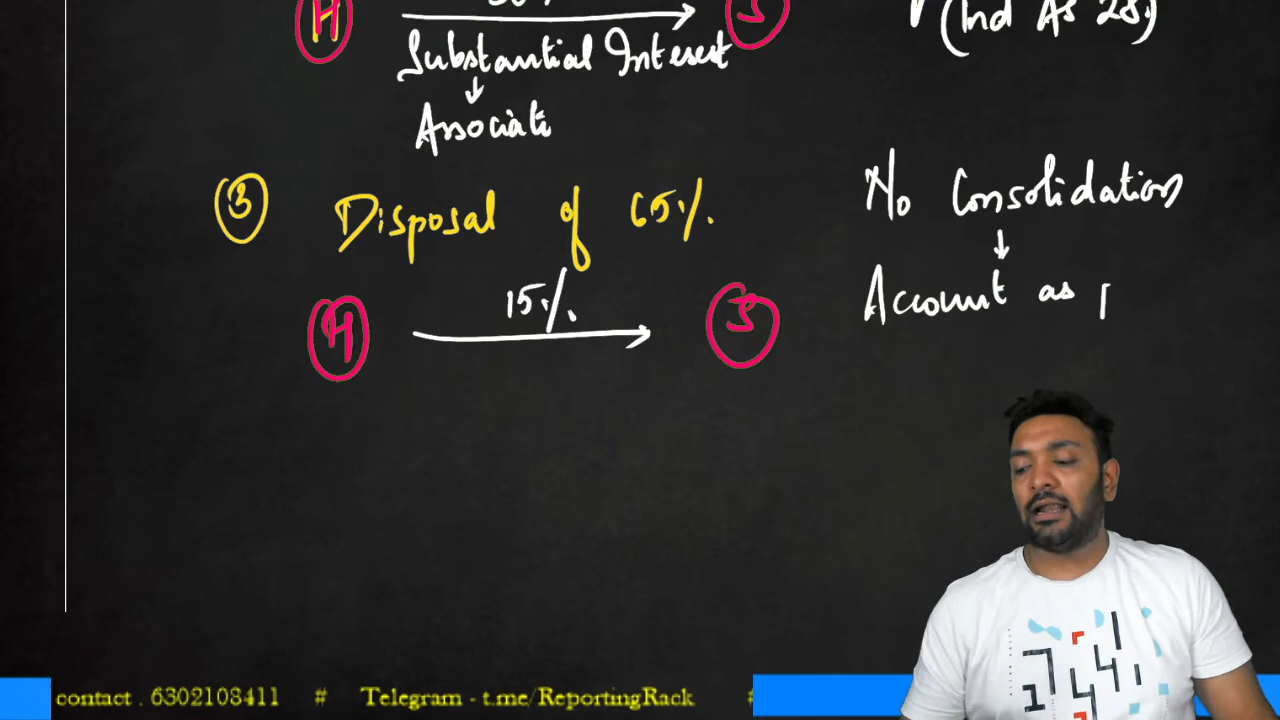 H S
Substantial Interest
(Ind As 28)
↓
Associate
③ Disposal of 65%.
No Consolidation
↓
H 15% S
Account as
contact . 6302108411 # Telegram - t.me/ReportingRack #